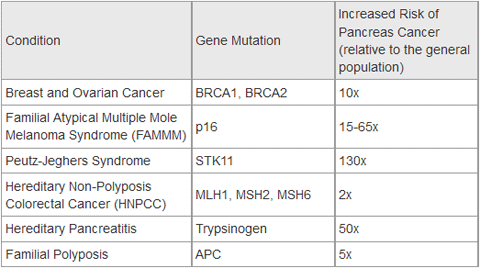 Condition
Gene Mutation
Increased Risk of
Pancreas Cancer
(relative to the general
population)
Breast and Ovarian Cancer
BRCA1, BRCA2
10x
Familial Atypical Multiple Mole
Melanoma Syndrome (FAMMM)
p16
15-65x
Peutz-Jeghers Syndrome
STK11
130x
Hereditary Non-Polyposis
Colorectal Cancer (HNPCC)
MLH1, MSH2, MSH6
2x
Hereditary Pancreatitis
Trypsinogen
50x
Familial Polyposis
APC
5x